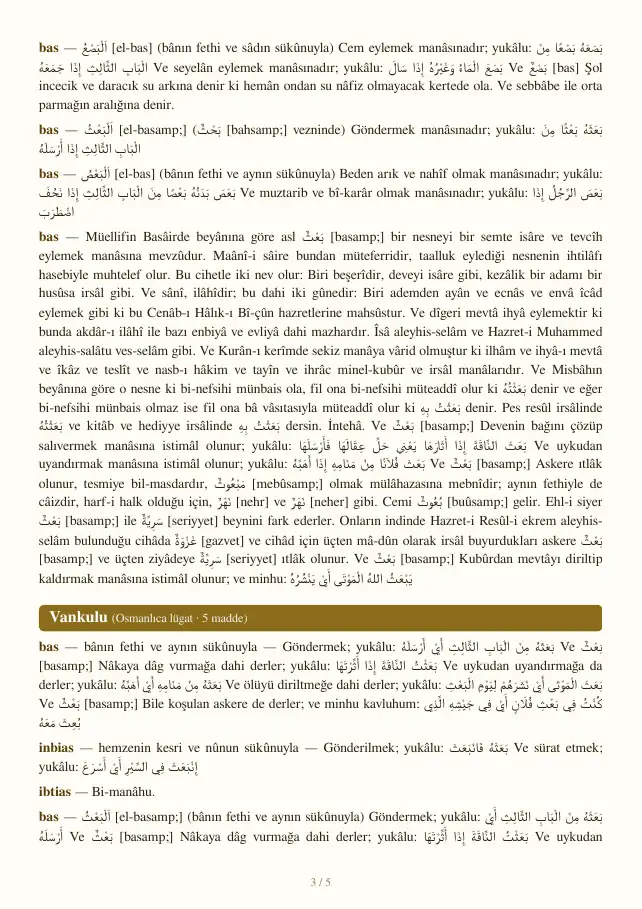 bas — اَلْبَصْعُ [el-bas] (bânın fethi ve sâdın sükûnuyla) Cem eylemek manâsınadır; yukâlu: بَصَعَهُ بَصْعًا مِنَ
الْبَابِ الثَّالِثِ إِذَا جَمَعَهُ Ve seyelân eylemek manâsınadır; yukâlu: بَصَعَ الْمَاءُ وَغَيْرُهُ إِذَا سَالَ Ve بَصْعٌ [bas] Şol
incecik ve daracık su arkına denir ki hemân ondan su nâfiz olmayacak kertede ola. Ve sebbâbe ile orta
parmağın aralığına denir.
bas — اَلْبَعْثُ [el-basmp;] (بَحْثٌ [bahsmp;] vezninde) Göndermek manâsınadır; yukâlu: بَعَثَهُ بَعْثًا مِنَ
الْبَابِ الثَّالِثِ إِذَا أَرْسَلَهُ
bas — اَلْبَعْصُ [el-bas] (bânın fethi ve aynın sükûnuyla) Beden arık ve nahîf olmak manâsınadır; yukâlu:
بَعَصَ بَدَنُهُ بَعْصًا مِنَ الْبَابِ الثَّالِثِ إِذَا نَحُفَ Ve muztarib ve bî-karâr olmak manâsınadır; yukâlu: بَعَصَ الرَّجُلُ إِذَا
اضْطَرَبَ
bas — Müellifin Basâirde beyânına göre asl بَعْثٌ [basamp;] bir nesneyi bir semte isâre ve tevcîh
eylemek manâsına mevzûdur. Maânî-i sâire bundan müteferridir, taalluk eylediği nesnenin ihtilâfı
hasebiyle muhtelef olur. Bu cihetle iki nev olur: Biri beşerîdir, deveyi isâre gibi, kezâlik bir adamı bir
husûsa irsâl gibi. Ve sânî, ilâhîdir; bu dahi iki gûnedir: Biri ademden ayân ve ecnâs ve envâ îcâd
eylemek gibi ki bu Cenâb-ı Hâlık-ı Bî-çûn hazretlerine mahsûstur. Ve dîgeri mevtâ ihyâ eylemektir ki
bunda akdâr-ı ilâhî ile bazı enbiyâ ve evliyâ dahi mazhardır. Îsâ aleyhis-selâm ve Hazret-i Muhammed
aleyhis-salâtu ves-selâm gibi. Ve Kurân-ı kerîmde sekiz manâya vârid olmuştur ki ilhâm ve ihyâ-ı mevtâ
ve îkâz ve teslît ve nasb-ı hâkim ve tayîn ve ihrâc minel-kubûr ve irsâl manâlarıdır. Ve Misbâhın
beyânına göre o nesne ki bi-nefsihi münbais ola, fil ona bi-nefsihi müteaddî olur ki بَعَثْتُهُ denir ve eğer
bi-nefsihi münbais olmaz ise fil ona bâ vâsıtasıyla müteaddî olur ki بَعَثْتُ بِهِ denir. Pes resûl irsâlinde
بَعَثْتُهُ ve kitâb ve hediyye irsâlinde بَعَثْتُ بِهِ dersin. İntehâ. Ve بَعْثٌ [basamp;] Devenin bağın çözüp
salıvermek manâsına istimâl olunur; yukâlu: بَعَثَ النَّاقَةَ إِذَا أَثَارَهَا يَعْنِي حَلَّ عِقَالَهَا فَأَرْسَلَهَا Ve uykudan
uyandırmak manâsına istimâl olunur; yukâlu: بَعَثَ فُلَانًا مِنْ مَنَامِهِ إِذَا أَهَبَّهُ Ve بَعْثٌ [basamp;] Askere ıtlâk
olunur, tesmiye bil-masdardır, مَبْعُوثٌ [mebûsamp;] olmak mülâhazasına mebnîdir; aynın fethiyle de
câizdir, harf-i halk olduğu için, نَهْرٌ [nehr] ve نَهَرٌ [neher] gibi. Cemi بُعُوثٌ [buûsamp;] gelir. Ehl-i siyer
بَعْثٌ [basamp;] ile سَرِيَّةٌ [seriyyet] beynini fark ederler. Onların indinde Hazret-i Resûl-i ekrem aleyhis-
selâm bulunduğu cihâda غَزْوَةٌ [gazvet] ve cihâd için üçten mâ-dûn olarak irsâl buyurdukları askere بَعْثٌ
[basamp;] ve üçten ziyâdeye سَرِيَّةٌ [seriyyet] ıtlâk olunur. Ve بَعْثٌ [basamp;] Kubûrdan mevtâyı diriltip
kaldırmak manâsına istimâl olunur; ve minhu: يَبْعَثُ اللهُ الْمَوْتَى أَيْ يَنْشُرُهُ
Vankulu (Osmanlıca lügat · 5 madde)
bas — bânın fethi ve aynın sükûnuyla — Göndermek; yukâlu: بَعَثَهُ مِنَ الْبَابِ الثَّالِثِ أَيْ أَرْسَلَهُ Ve بَعْثٌ
[basamp;] Nâkaya dâg vurmağa dahi derler; yukâlu: بَعَثْتُ النَّاقَةَ إِذَا أَثَرْتَهَا Ve uykudan uyandırmağa da
derler; yukâlu: بَعَثَهُ مِنْ مَنَامِهِ أَيْ أَهَبَّهُ Ve ölüyü diriltmeğe dahi derler; yukâlu: بَعَثَ الْمَوْتَى أَيْ نَشَرَهُمْ لِيَوْمِ الْبَعْثِ
Ve بَعْثٌ [basamp;] Bile koşulan askere de derler; ve minhu kavluhum: كُنْتُ فِي بَعْثِ فُلَانٍ أَيْ فِي جَيْشِهِ الَّذِي
بُعِثَ مَعَهُ
inbias — hemzenin kesri ve nûnun sükûnuyla — Gönderilmek; yukâlu: بَعَثَهُ فَانْبَعَثَ Ve sürat etmek;
yukâlu: إِنْبَعَثَ فِي السَّيْرِ أَيْ أَسْرَعَ
ibtias — Bi-manâhu.
bas — اَلْبَعْثُ [el-basamp;] (bânın fethi ve aynın sükûnuyla) Göndermek; yukâlu: بَعَثَهُ مِنَ الْبَابِ الثَّالِثِ أَيْ
أَرْسَلَهُ Ve بَعْثٌ [basamp;] Nâkaya dâg vurmağa dahi derler; yukâlu: بَعَثْتُ النَّاقَةَ إِذَا أَثَرْتَهَا Ve uykudan
3 / 5